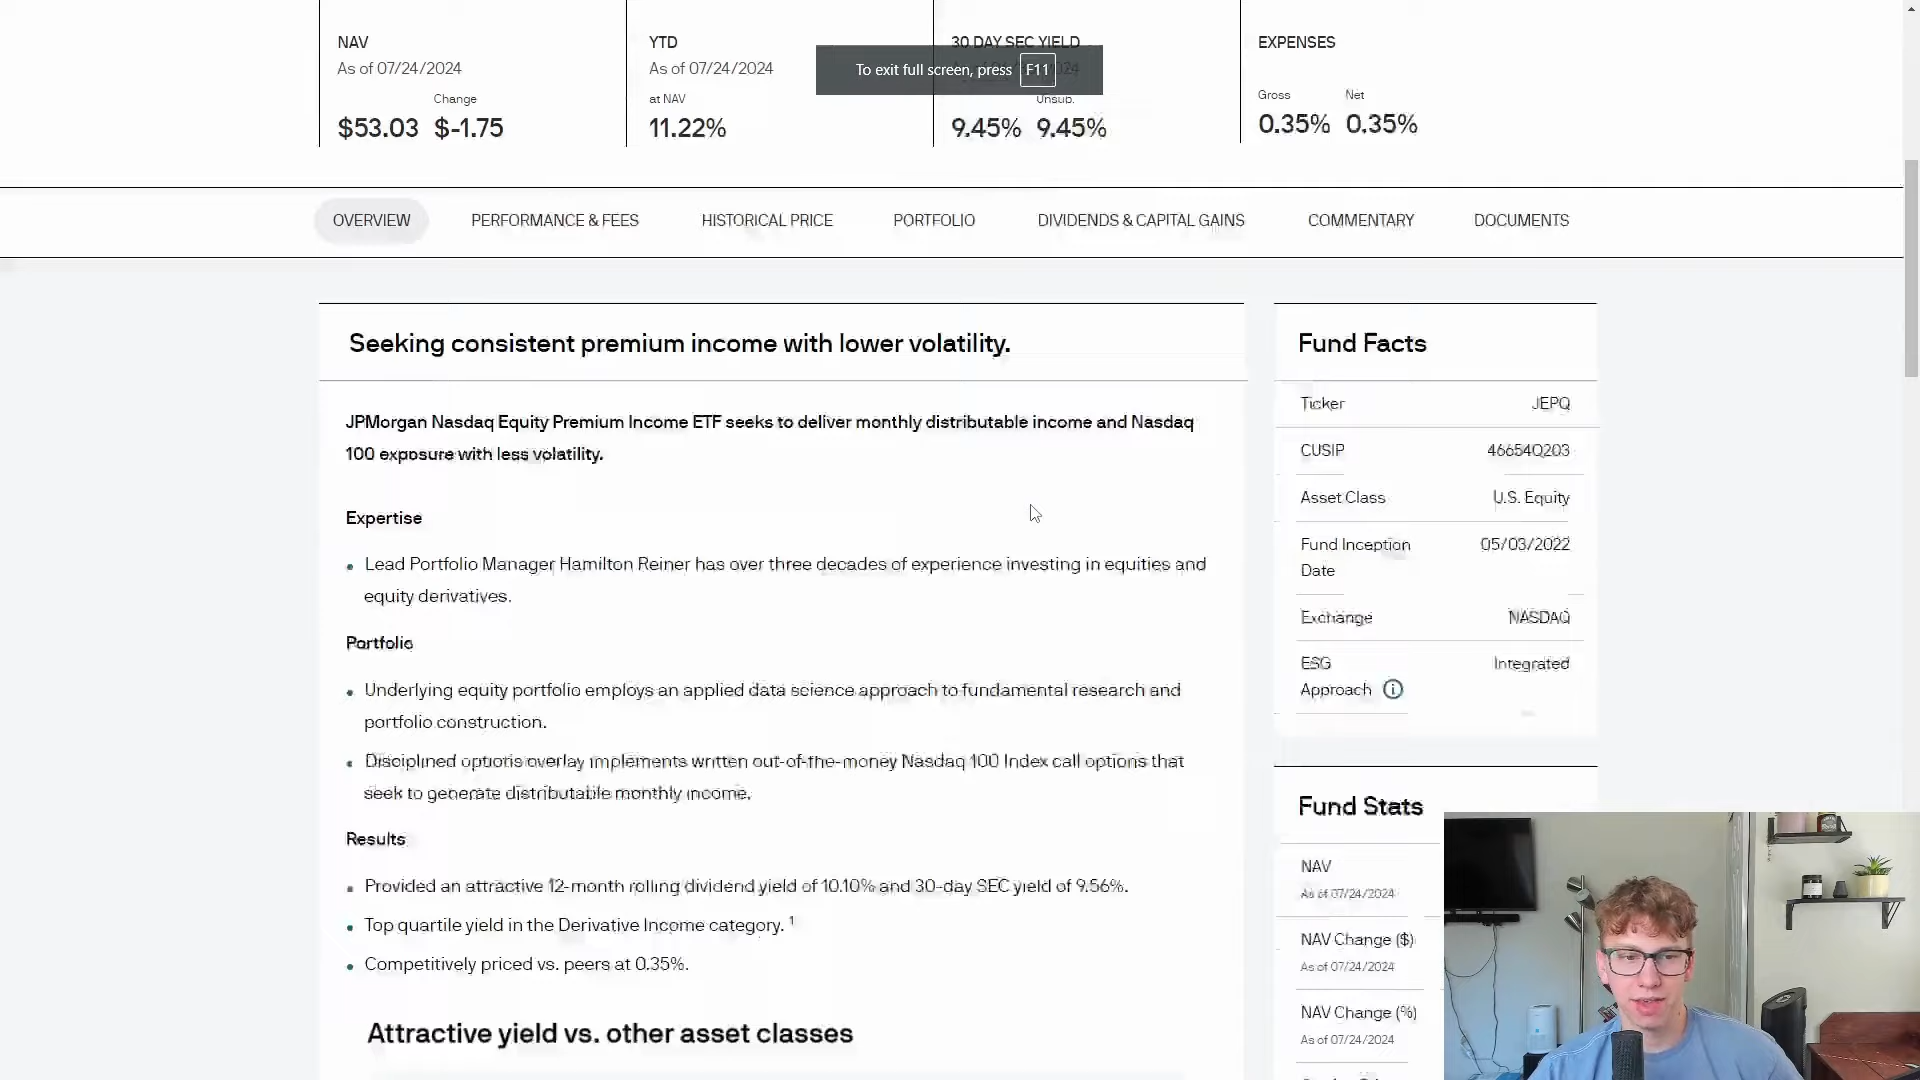 NAV
As of 07/24/2024
Change
$53.03 $-1.75
YTD
As of 07/24/2024
at NAV
11.22%
30 DAY SEC YIELD
To exit full screen, press F11
Unsub.
9.45% 9.45%
EXPENSES
Gross Net
0.35% 0.35%
OVERVIEW PERFORMANCE & FEES HISTORICAL PRICE PORTFOLIO DIVIDENDS & CAPITAL GAINS COMMENTARY DOCUMENTS
Seeking consistent premium income with lower volatility.
JPMorgan Nasdaq Equity Premium Income ETF seeks to deliver monthly distributable income and Nasdaq
100 exposure with less volatility.
Expertise
Lead Portfolio Manager Hamilton Reiner has over three decades of experience investing in equities and
equity derivatives.
Portfolio
Underlying equity portfolio employs an applied data science approach to fundamental research and
portfolio construction.
Disciplined options overlay implements written out-of-the-money Nasdaq 100 Index call options that
seek to generate distributable monthly income.
Results
Provided an attractive 12-month rolling dividend yield of 10.10% and 30-day SEC yield of 9.56%.
Top quartile yield in the Derivative Income category. 1
Competitively priced vs. peers at 0.35%.
Attractive yield vs. other asset classes
Fund Facts
Ticker JEPQ
CUSIP 46654Q203
Asset Class U.S. Equity
Fund Inception 05/03/2022
Date
Exchange NASDAQ
ESG Integrated
Approach
Fund Stats
NAV
As of 07/24/2024
NAV Change ($)
As of 07/24/2024
NAV Change (%)
As of 07/24/2024